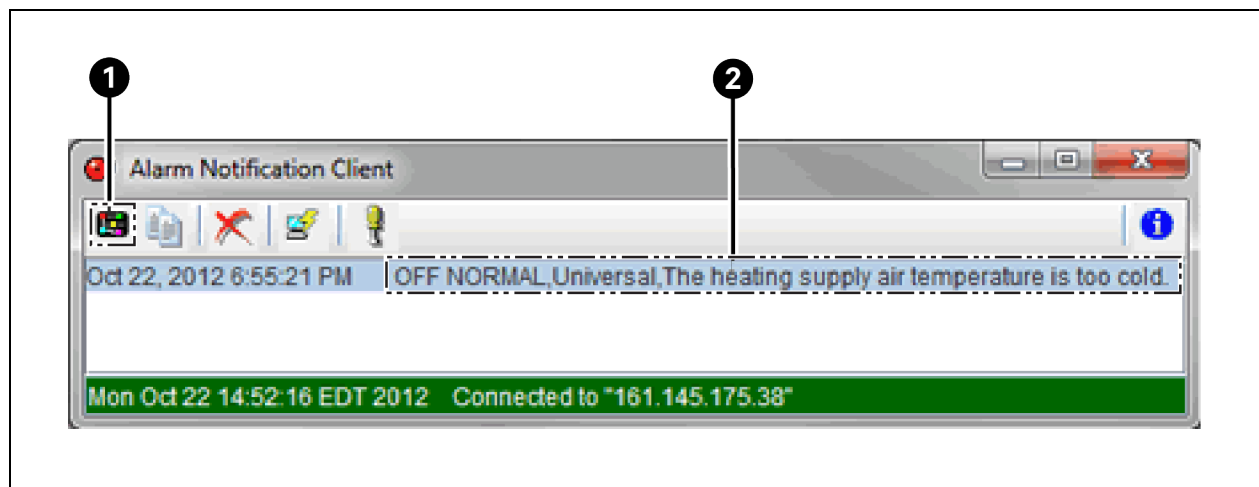 1 2
Alarm Notification Client
Oct 22, 2012 6:55:21 PM OFF NORMAL,Universal,The heating supply air temperature is too cold.
Mon Oct 22 14:52:16 EDT 2012 Connected to "161.145.175.38"